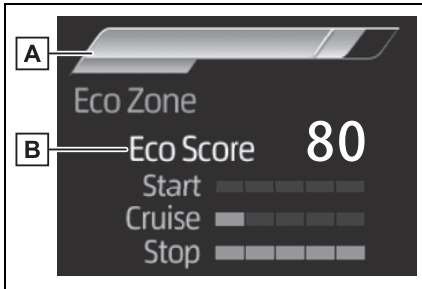 A
Eco Zone
B
Eco Score 80
Start
Cruise
Stop